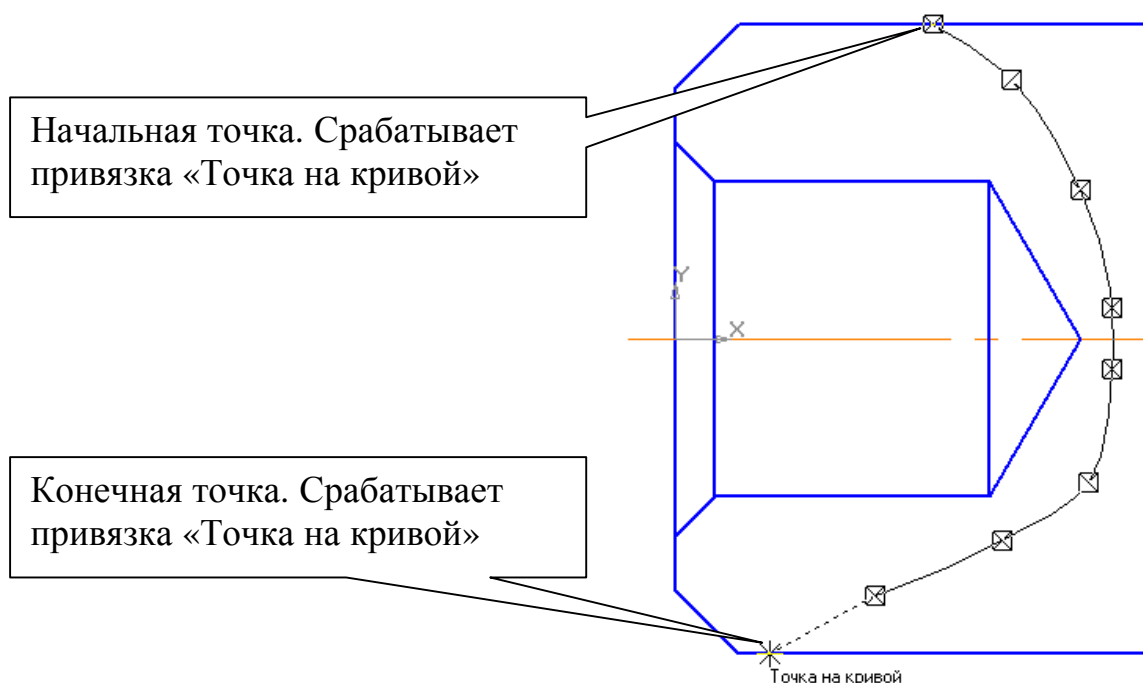 Начальная точка. Срабатывает
привязка «Точка на кривой»
Y
X
Конечная точка. Срабатывает
привязка «Точка на кривой»
Точка на кривой